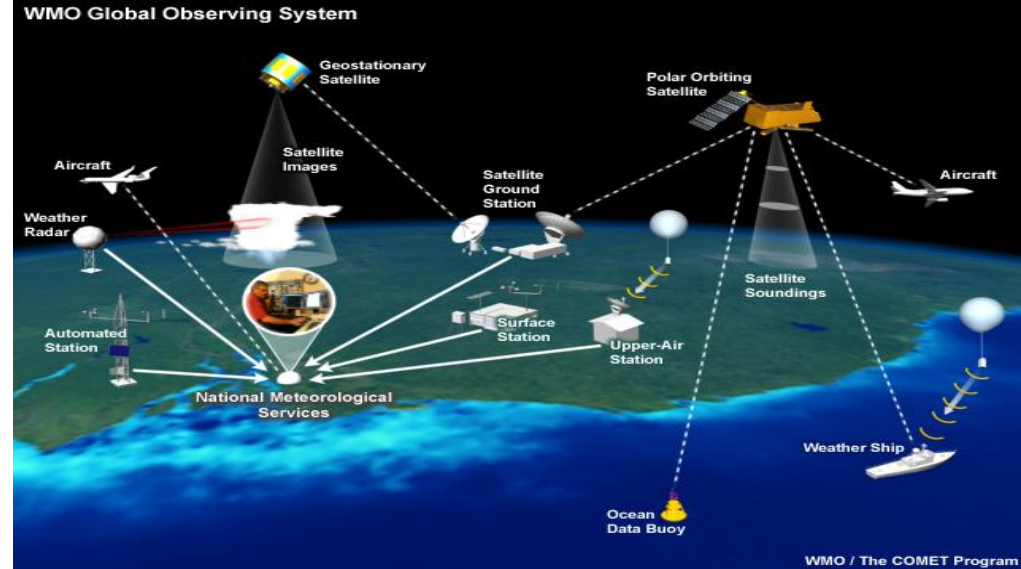 WMO Global Observing System
Geostationary
Satellite
Polar Orbiting
Satellite
Aircraft
Satellite
Images
Satellite
Ground
Station
Aircraft
Weather
Radar
Satellite
Soundings
Automated
Station
Surface
Station
Upper-Air
Station
National Meteorological
Services
Weather Ship
Ocean
Data Buoy
WMO / The COMET Program